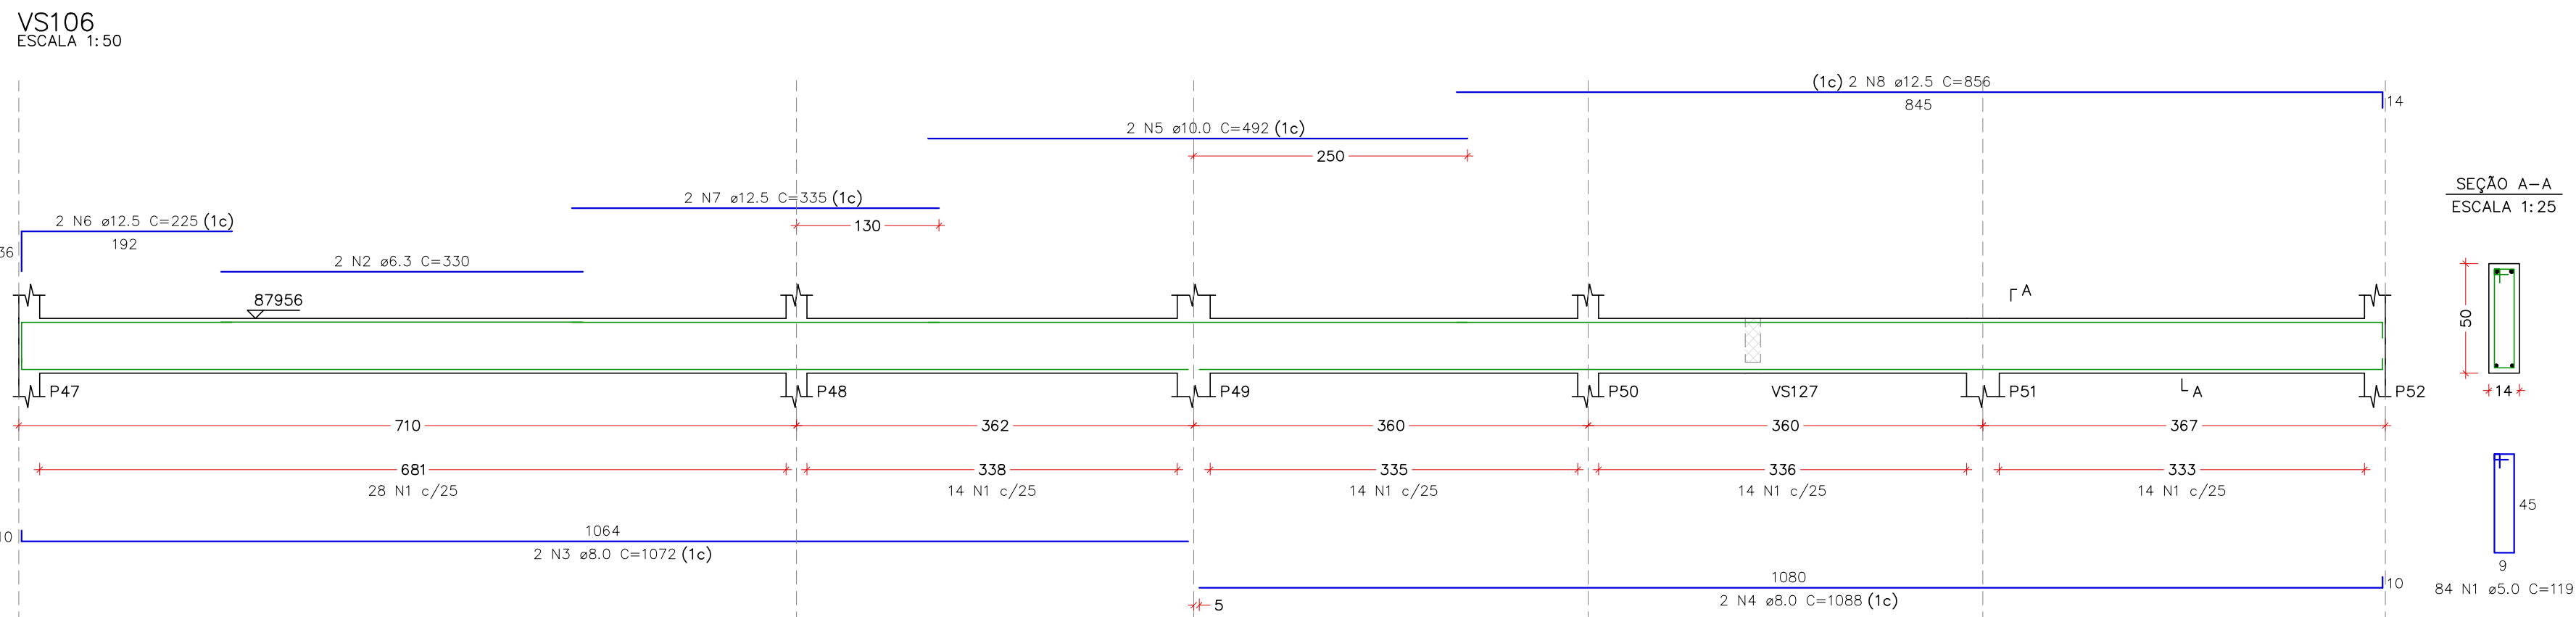 VS106
ESCALA 1:50
(1c) 2 N8 ø12.5 C=856
845
14
2 N5 ø10.0 C=492 (1c)
250
2 N7 ø12.5 C=335 (1c)
130
2 N6 ø12.5 C=225 (1c)
192
36
2 N2 ø6.3 C=330
87956
A
P47
P48
P49
P50
VS127
P51
A
P52
710
362
360
360
367
681
338
335
336
333
28 N1 c/25
14 N1 c/25
14 N1 c/25
14 N1 c/25
14 N1 c/25
10
1064
2 N3 ø8.0 C=1072 (1c)
1080
10
2 N4 ø8.0 C=1088 (1c)
5
SEÇÃO A-A
ESCALA 1:25
50
14
45
9
84 N1 ø5.0 C=119